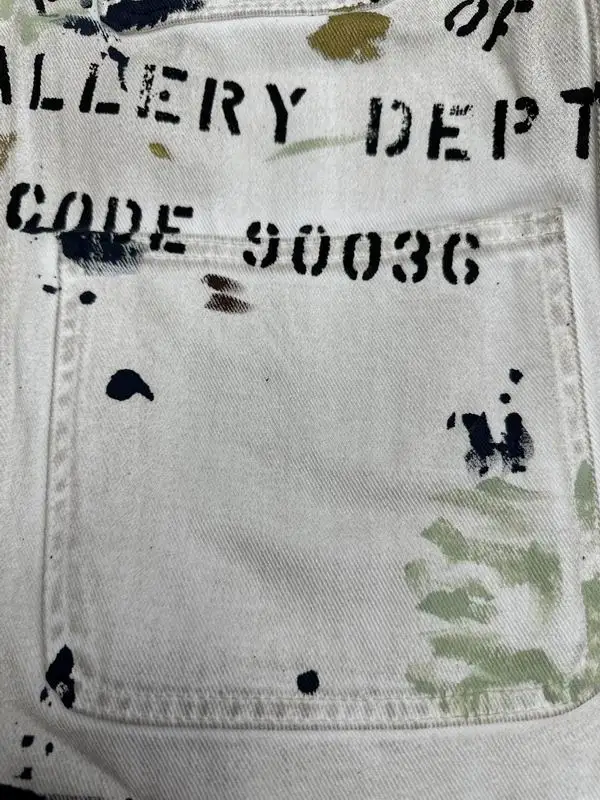 OF
ALLERY DEPT
CODE 90036